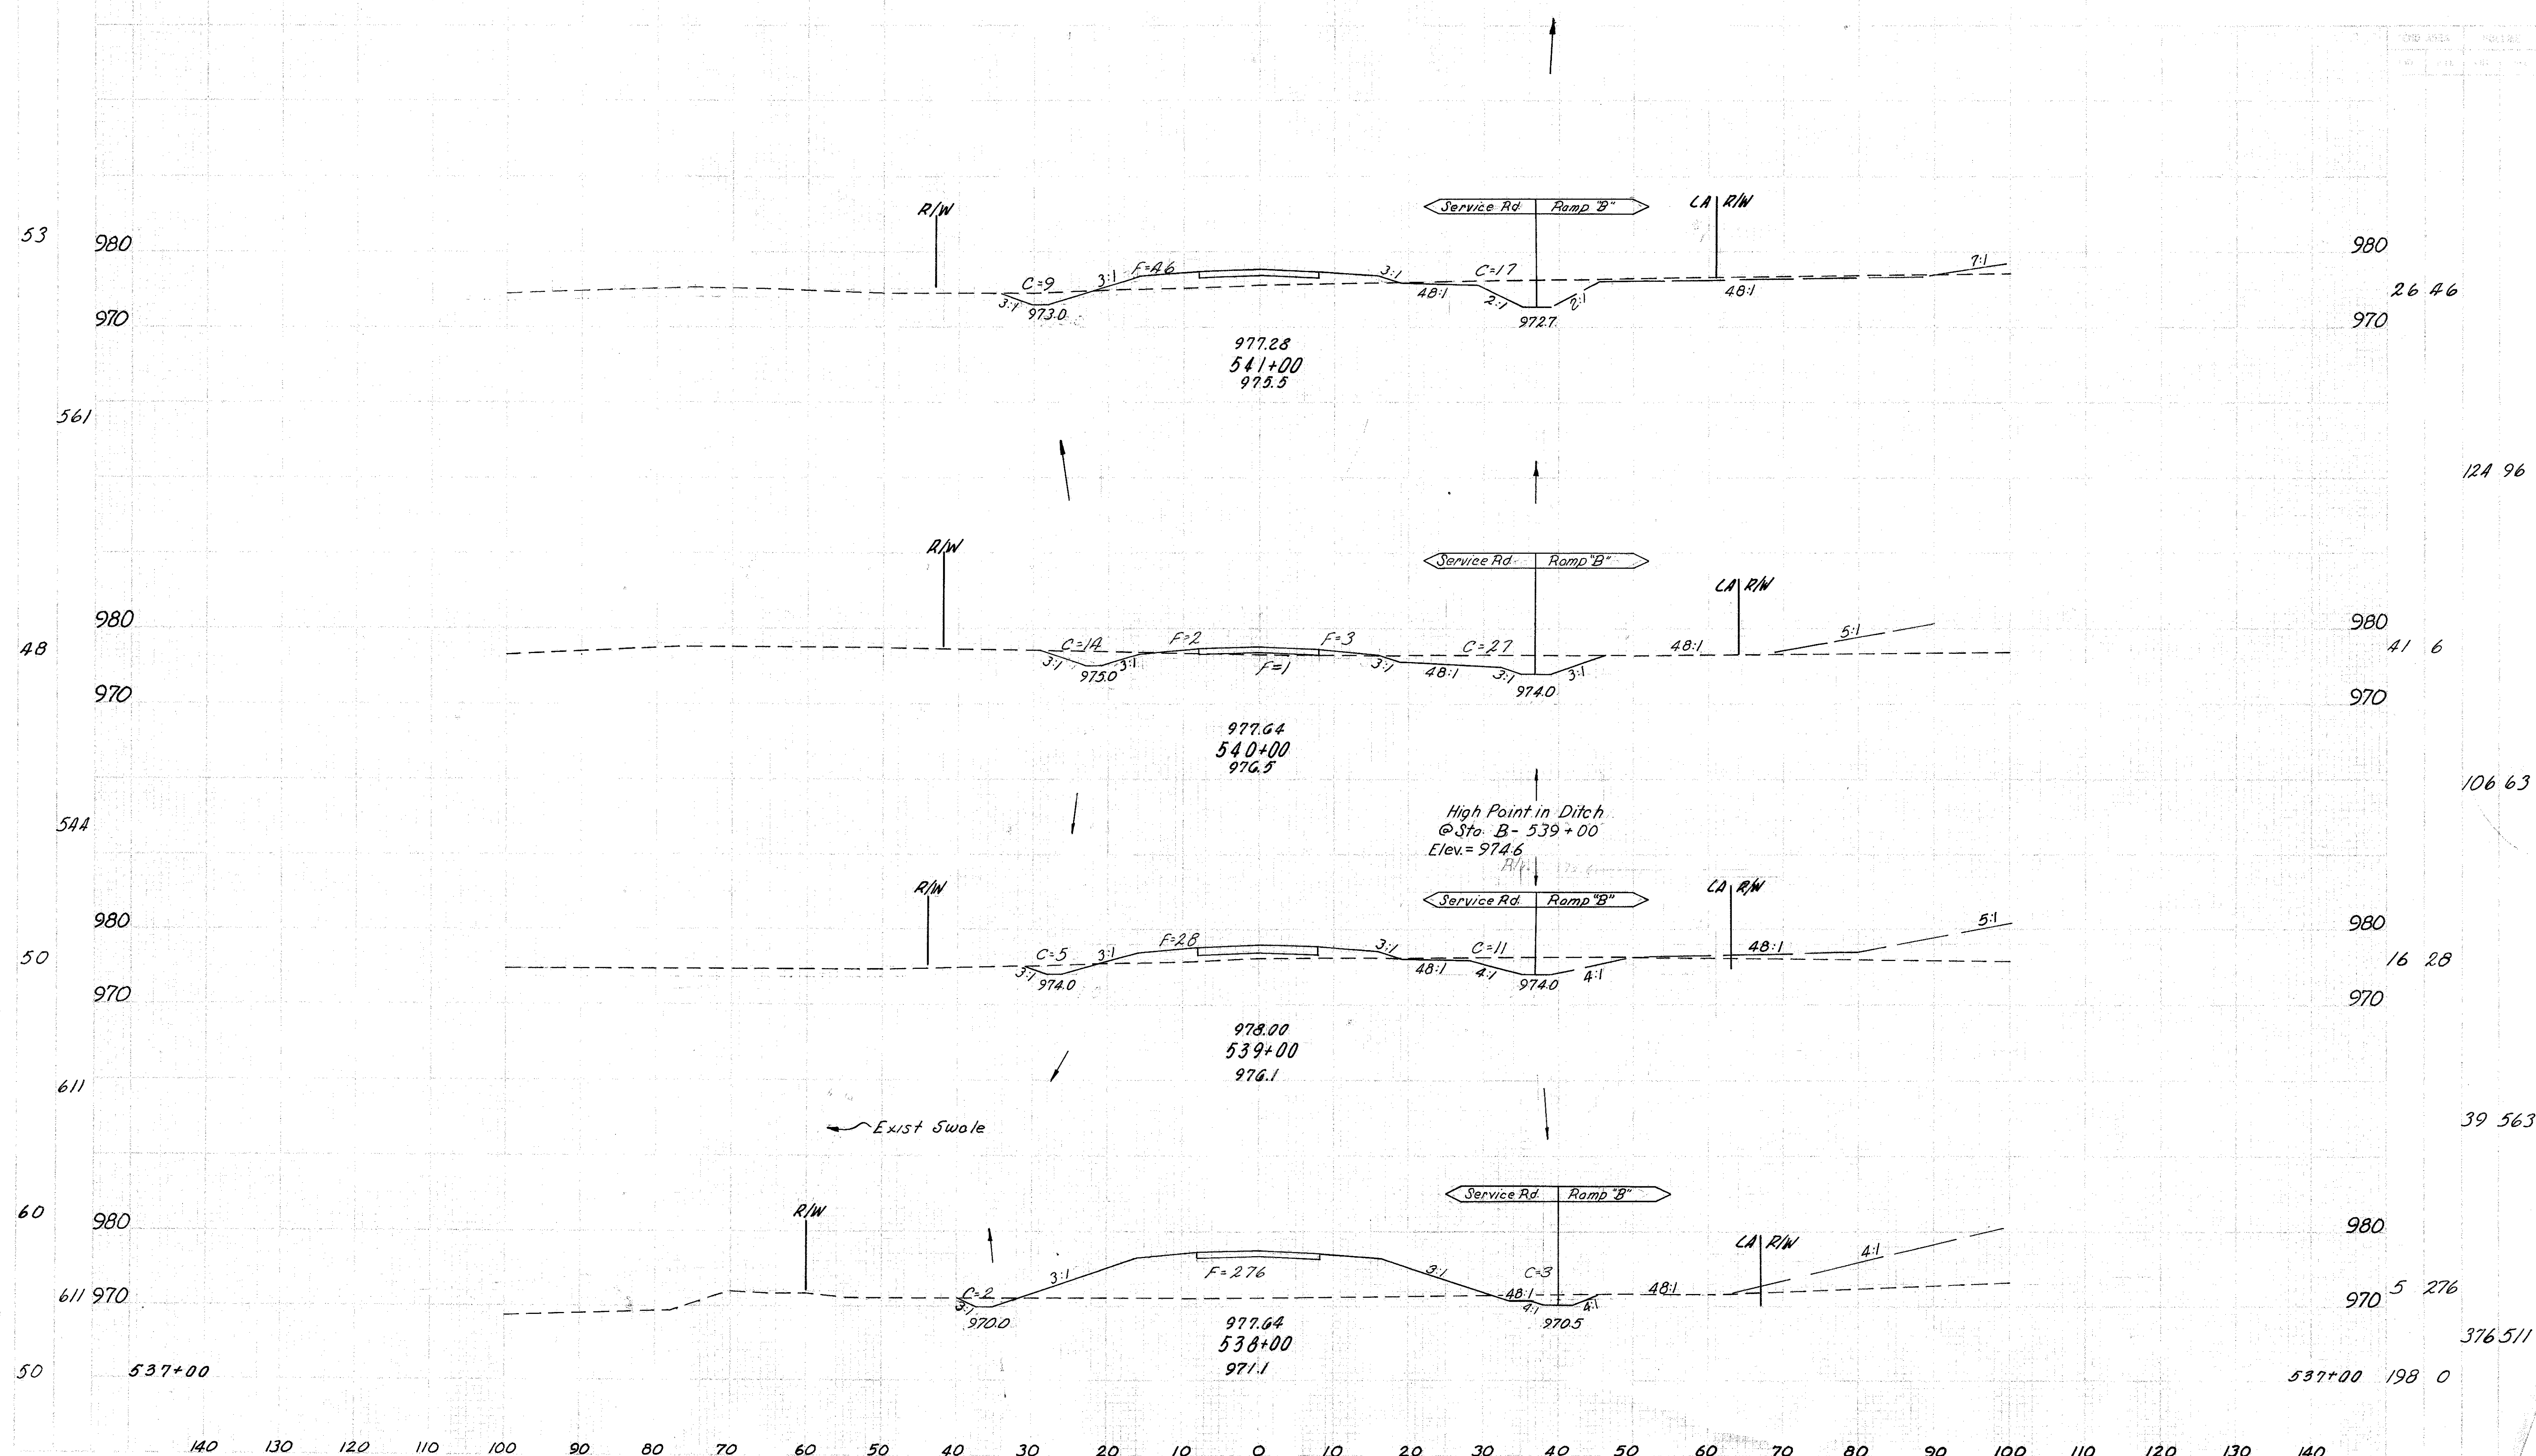 R/W
Service Rd. Ramp "B"
LA R/W
53 980 C=9 3:1 F=46 3:1 C=17 7:1 980
3:1 48:1 2:1 2:1 48:1 26 46
970 973.0 972.7 970
977.28
541+00
975.5
561
124 96
R/W
Service Rd. Ramp "B"
LA R/W
980 5:1 980
48 C=14 F=2 F=3 C=27 48:1 41 6
3:1 3:1 F=1 3:1 48:1 3:1 3:1
970 975.0 974.0 970
977.64
540+00
976.5
106 63
High Point in Ditch
@ Sta. B-539+00
Elev.= 974.6
544
R/W
Service Rd. Ramp "B"
LA R/W
980 5:1 980
50 C=5 3:1 F=28 3:1 C=11 48:1 16 28
3:1 48:1 4:1 4:1
970 974.0 974.0 970
978.00
539+00
976.1
611
39 563
Exist Swale
Service Rd. Ramp "B"
60 980 R/W 980
LA R/W
3:1 F=276 3:1 C=3 4:1
611 970 C=2 48:1 48:1 970 5 276
3:1 4:1 4:1
970.0 970.5
977.64
538+00
971.1
376 511
50 537+00 537+00 198 0
140 130 120 110 100 90 80 70 60 50 40 30 20 10 0 10 20 30 40 50 60 70 80 90 100 110 120 130 140